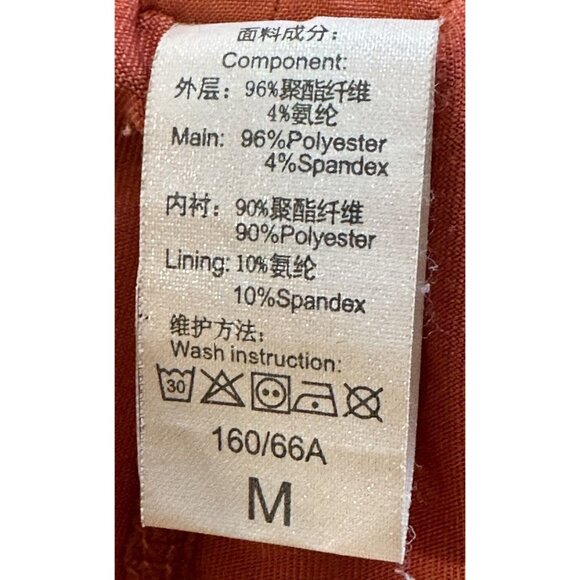 面料成分:
Component:
外层: 96%聚酯纤维
4%氨纶
Main: 96%Polyester
4%Spandex
内衬: 90%聚酯纤维
90%Polyester
Lining: 10%氨纶
10%Spandex
维护方法:
Wash instruction:
30
160/66A
M